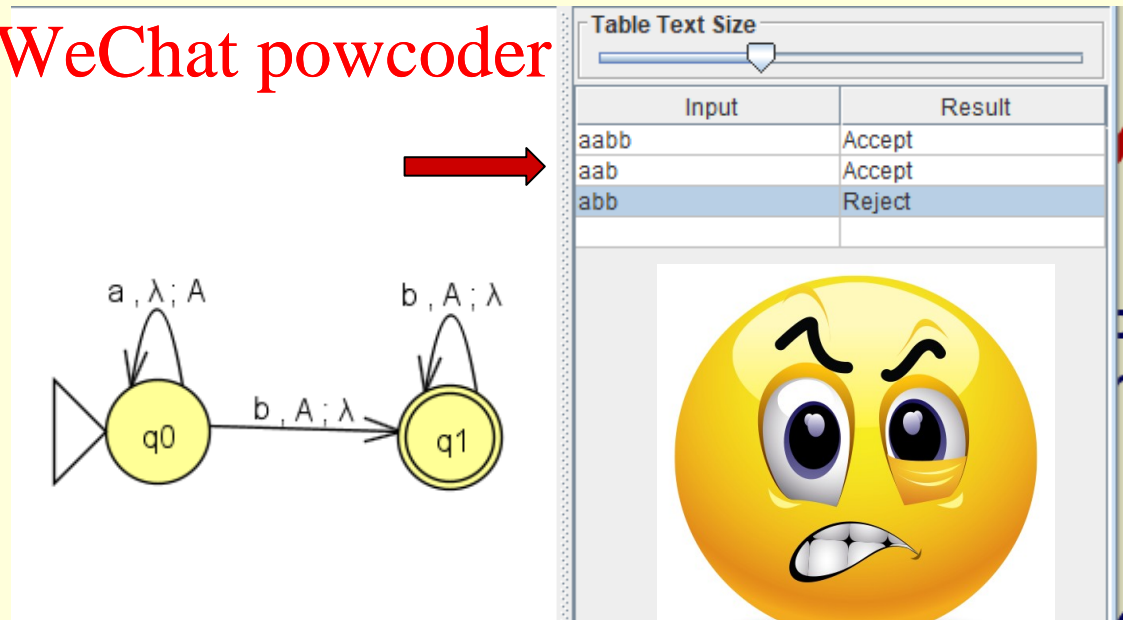 WeChat powcoder
Table Text Size
Input Result
aabb Accept
aab Accept
abb Reject
a , λ ; A
b , A ; λ
b , A ; λ
q0
q1